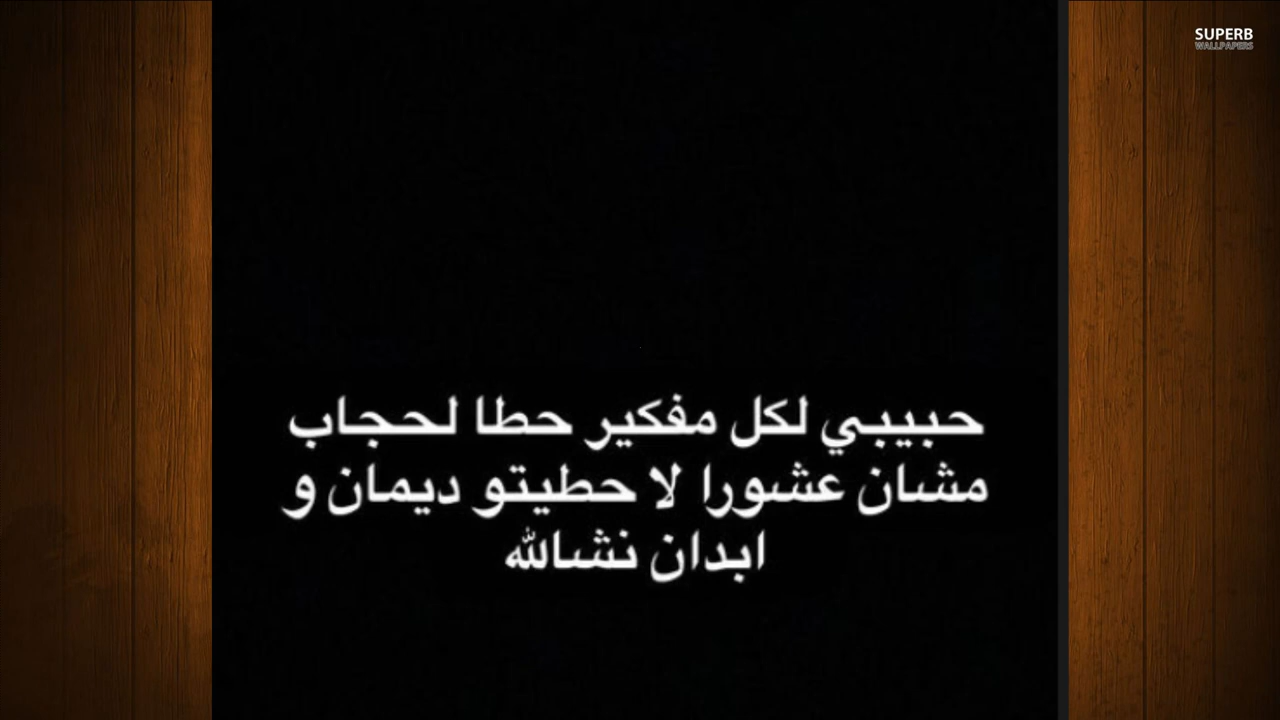 SUPERB
WALLPAPERS
حبيبي لكل مفكير حطا لحجاب
مشان عشورا لا حطيتو ديمان و
ابدان نشالله